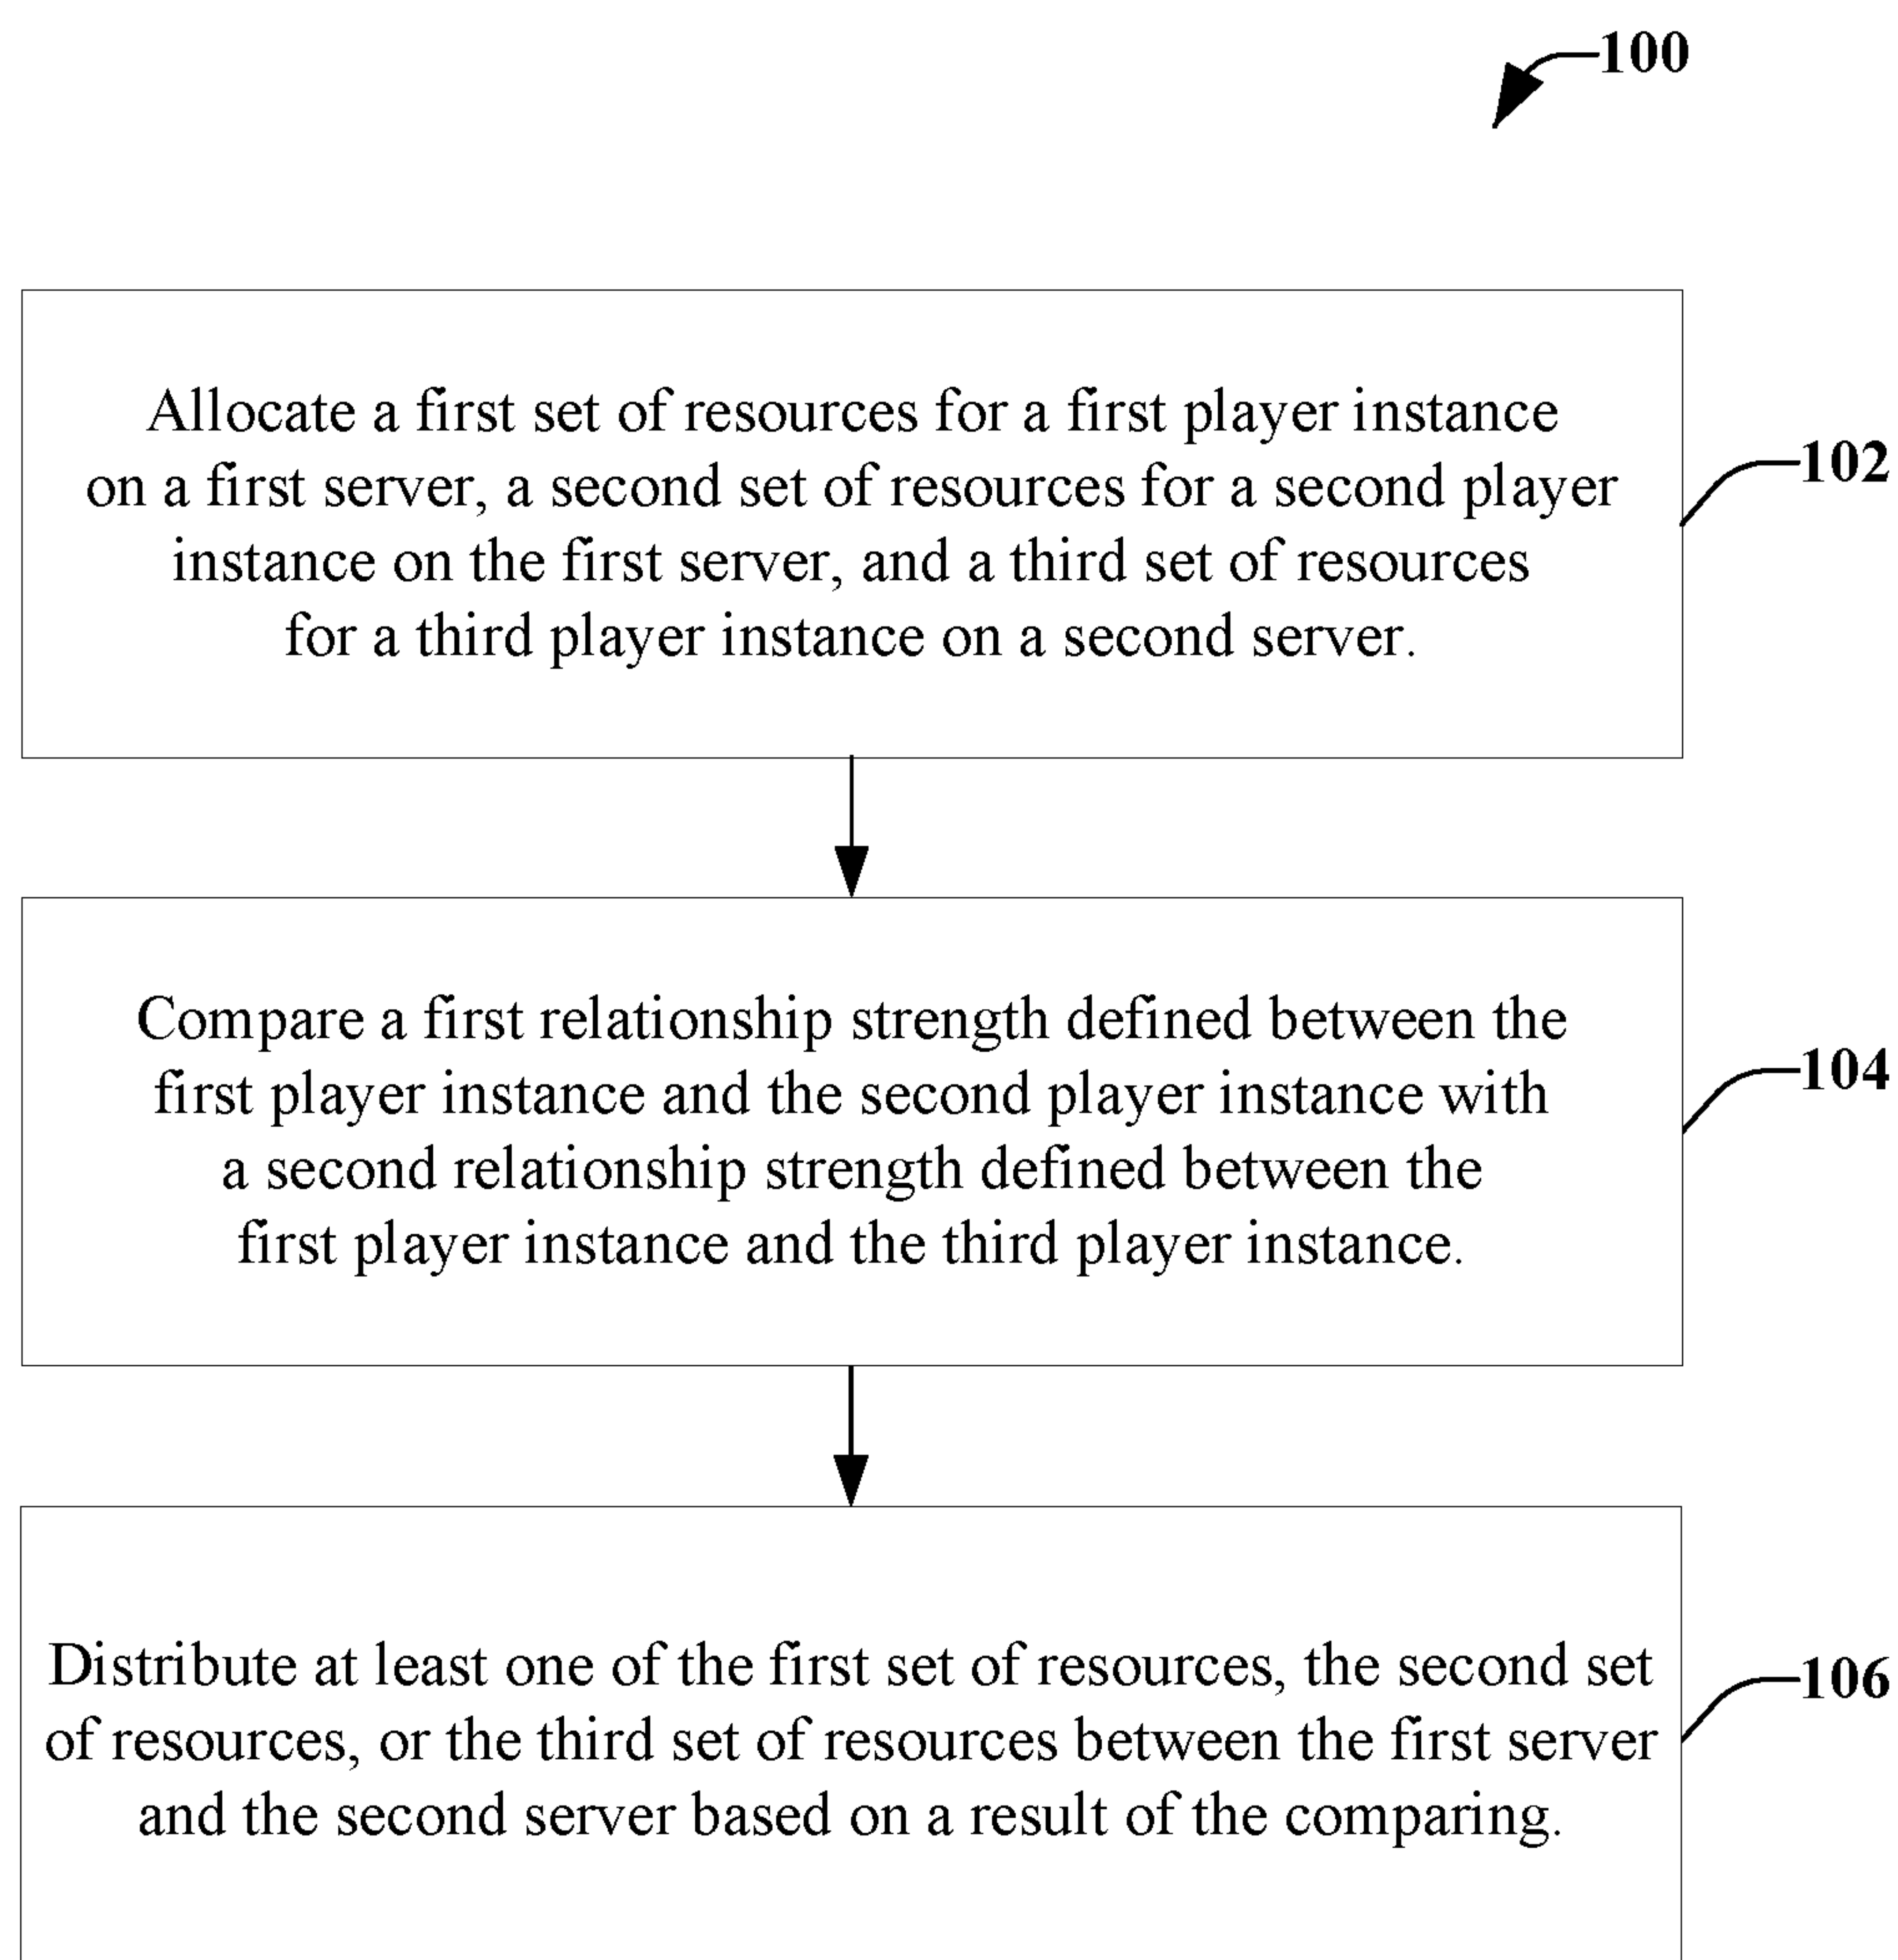 100
Allocate a first set of resources for a first player instance
on a first server, a second set of resources for a second player
instance on the first server, and a third set of resources
for a third player instance on a second server.
102
Compare a first relationship strength defined between the
first player instance and the second player instance with
a second relationship strength defined between the
first player instance and the third player instance.
104
Distribute at least one of the first set of resources, the second set
of resources, or the third set of resources between the first server
and the second server based on a result of the comparing.
106